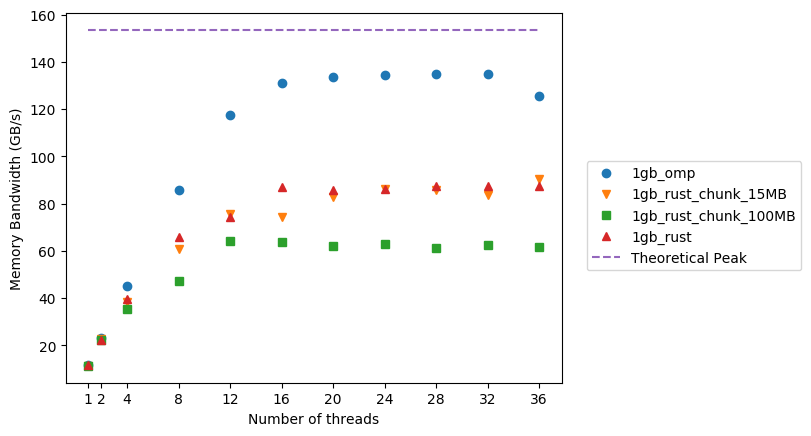 160
140
120
100
80
60
40
20
Memory Bandwidth (GB/s)
1 2 4 8 12 16 20 24 28 32 36
Number of threads
1gb_omp
1gb_rust_chunk_15MB
1gb_rust_chunk_100MB
1gb_rust
Theoretical Peak